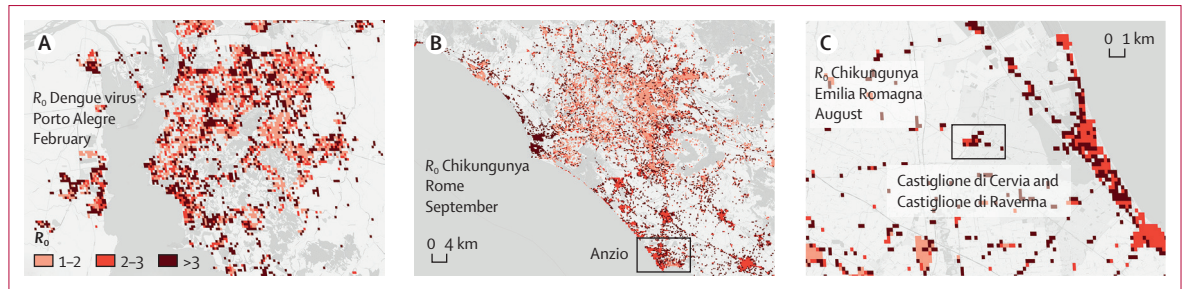 A
R₀ Dengue virus
Porto Alegre
February
R₀
1–2
2–3
>3
B
R₀ Chikungunya
Rome
September
0 4 km
Anzio
C
0 1 km
R₀ Chikungunya
Emilia Romagna
August
Castiglione di Cervia and
Castiglione di Ravenna